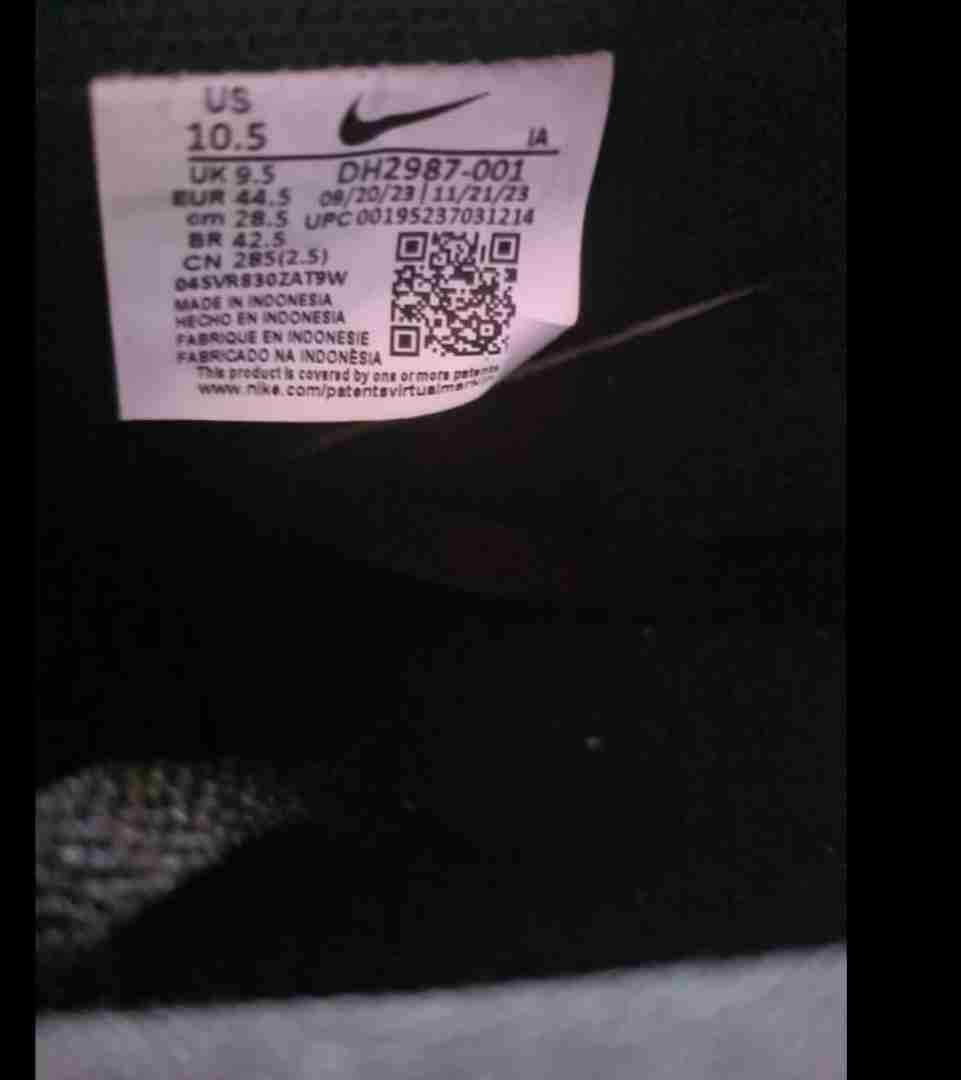 US
10.5
IA
UK 9.5 DH2987-001
EUR 44.5 08/20/23 | 11/21/23
cm 28.5 UPC 00195237031214
BR 42.5
CN 285(2.5)
04SVR830ZAT9W
MADE IN INDONESIA
HECHO EN INDONESIA
FABRIQUE EN INDONESIE
FABRICADO NA INDONÈSIA
This product is covered by one or more patents
www.nike.com/patentsvirtual